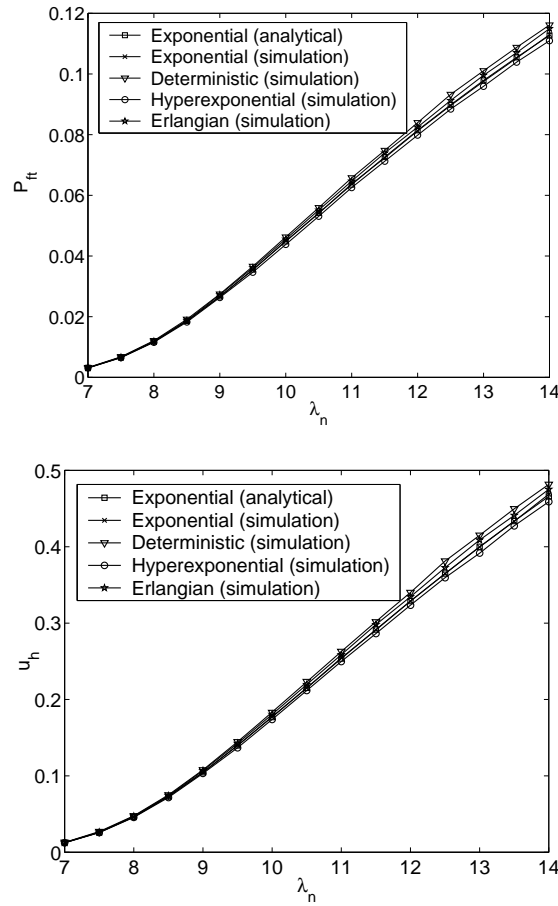 0.12
0.1
0.08
0.06
0.04
0.02
0
P_ft
Exponential (analytical)
Exponential (simulation)
Deterministic (simulation)
Hyperexponential (simulation)
Erlangian (simulation)
7 8 9 10 11 12 13 14
λ_n
0.5
0.4
0.3
0.2
0.1
0
u_h
Exponential (analytical)
Exponential (simulation)
Deterministic (simulation)
Hyperexponential (simulation)
Erlangian (simulation)
7 8 9 10 11 12 13 14
λ_n